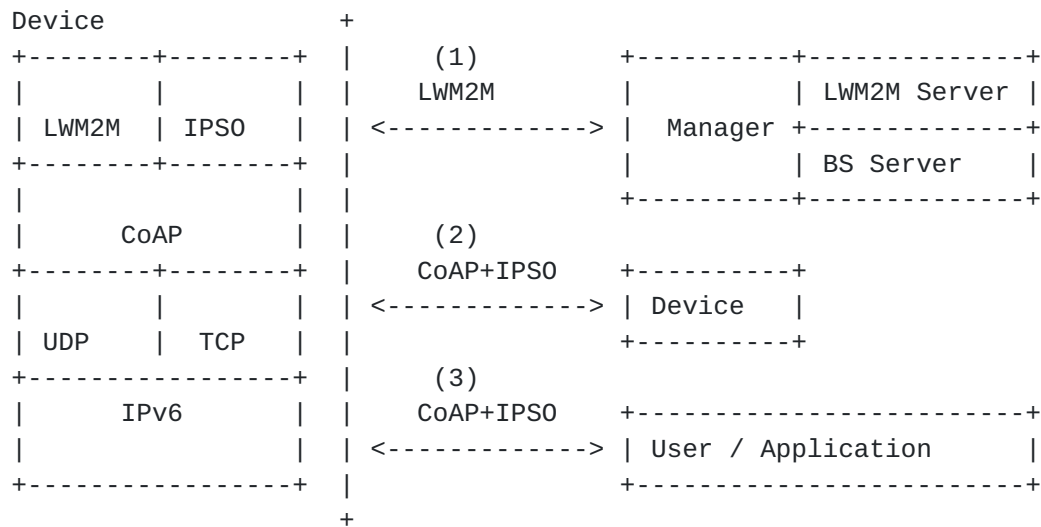 Device
(1)
LWM2M
LWM2M Server
LWM2M IPSO
Manager
BS Server
CoAP
(2)
CoAP+IPSO
Device
UDP TCP
(3)
IPv6
CoAP+IPSO
User / Application